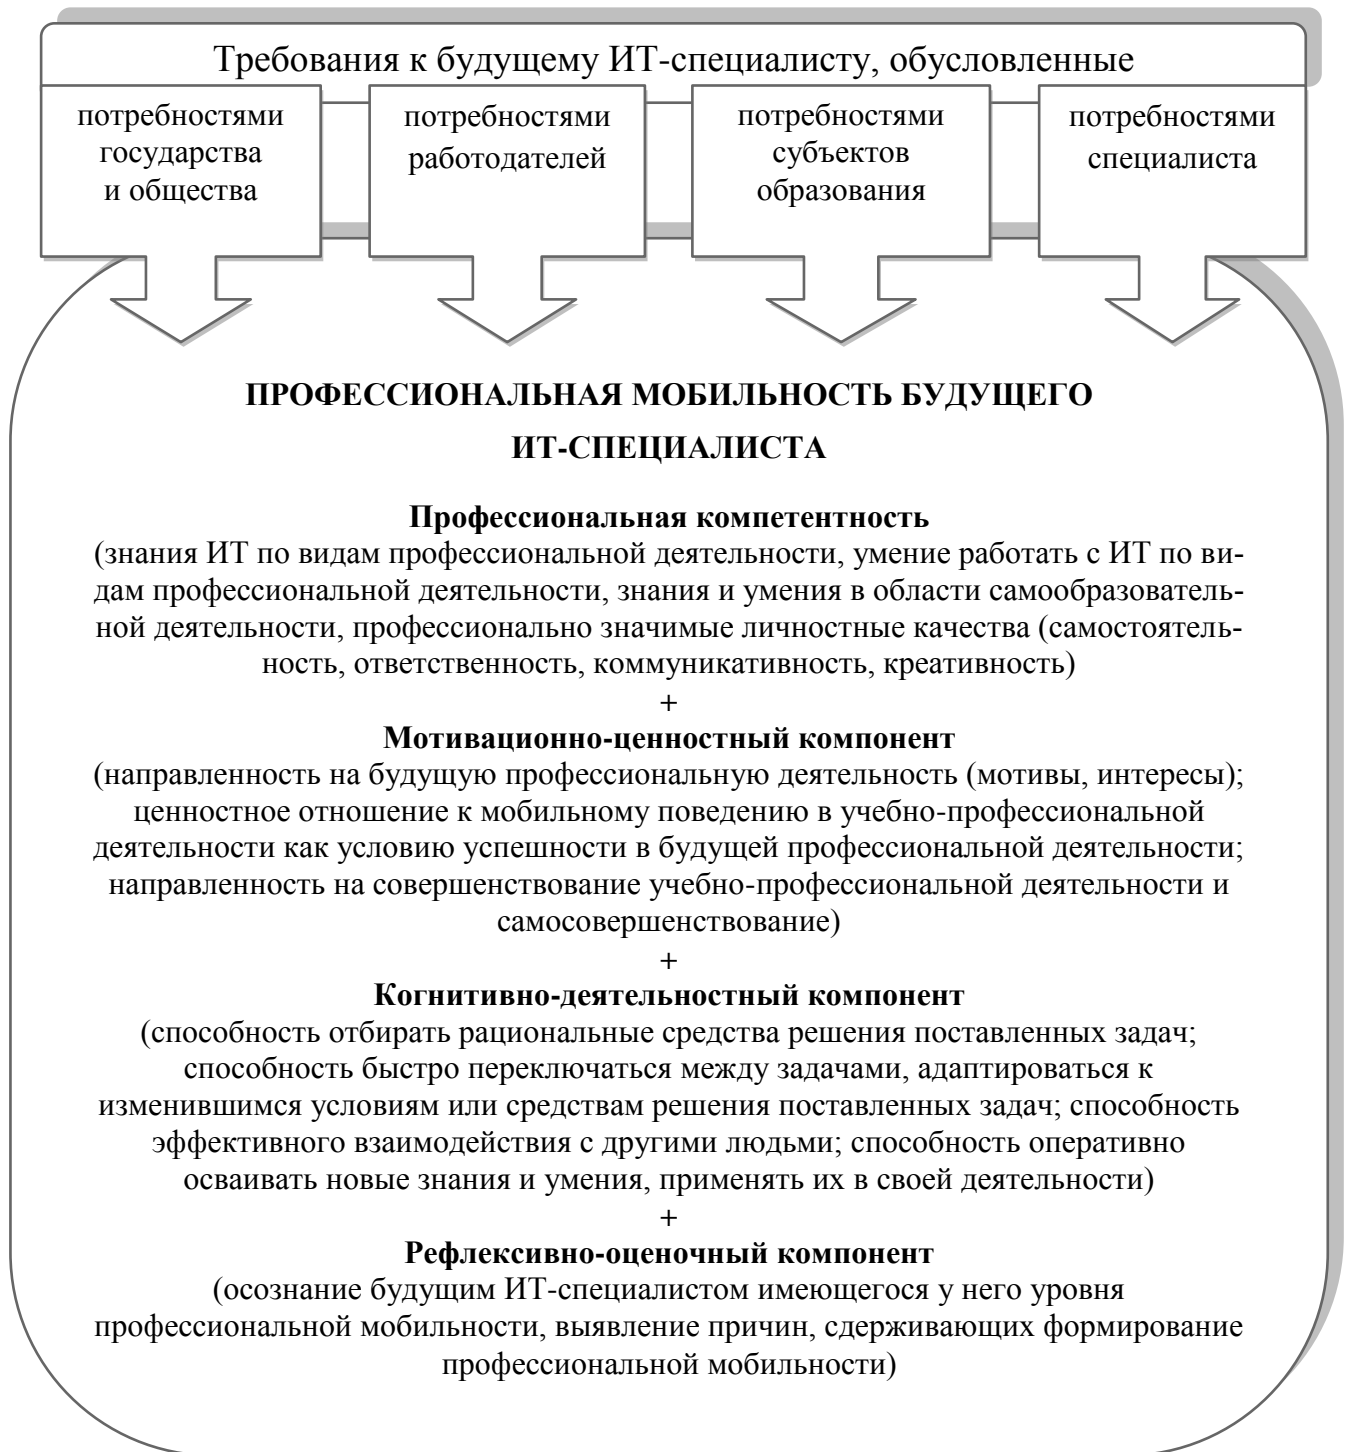 Требования к будущему ИТ-специалисту, обусловленные
потребностями
государства
и общества
потребностями
работодателей
потребностями
субъектов
образования
потребностями
специалиста
ПРОФЕССИОНАЛЬНАЯ МОБИЛЬНОСТЬ БУДУЩЕГО
ИТ-СПЕЦИАЛИСТА
Профессиональная компетентность
(знания ИТ по видам профессиональной деятельности, умение работать с ИТ по ви-
дам профессиональной деятельности, знания и умения в области самообразователь-
ной деятельности, профессионально значимые личностные качества (самостоятель-
ность, ответственность, коммуникативность, креативность)
+
Мотивационно-ценностный компонент
(направленность на будущую профессиональную деятельность (мотивы, интересы);
ценностное отношение к мобильному поведению в учебно-профессиональной
деятельности как условию успешности в будущей профессиональной деятельности;
направленность на совершенствование учебно-профессиональной деятельности и
самосовершенствование)
+
Когнитивно-деятельностный компонент
(способность отбирать рациональные средства решения поставленных задач;
способность быстро переключаться между задачами, адаптироваться к
изменившимся условиям или средствам решения поставленных задач; способность
эффективного взаимодействия с другими людьми; способность оперативно
осваивать новые знания и умения, применять их в своей деятельности)
+
Рефлексивно-оценочный компонент
(осознание будущим ИТ-специалистом имеющегося у него уровня
профессиональной мобильности, выявление причин, сдерживающих формирование
профессиональной мобильности)